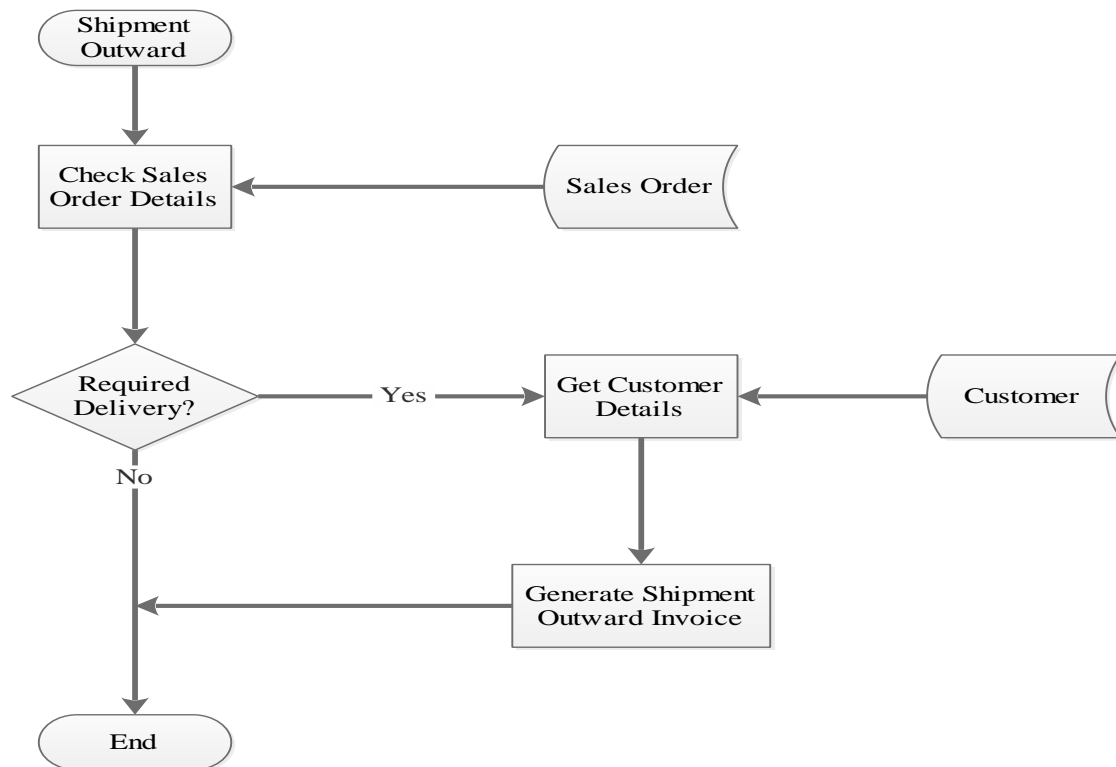 Shipment
Outward
Check Sales
Order Details
Sales Order
Required
Delivery?
Yes
Get Customer
Details
Customer
No
Generate Shipment
Outward Invoice
End